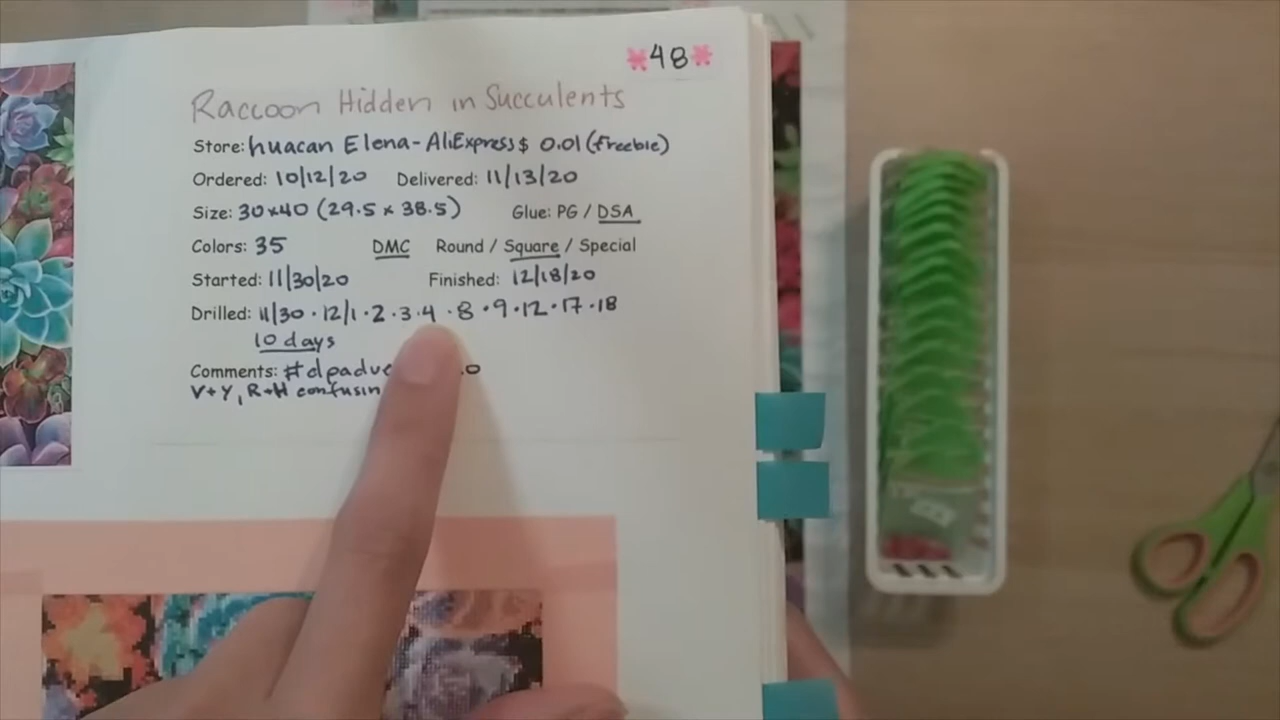 48
Raccoon Hidden in Succulents
Store: huacan Elena - AliExpress $ 0.01 (freebie)
Ordered: 10/12/20 Delivered: 11/13/20
Size: 30x40 (29.5 x 38.5) Glue: PG / DSA
Colors: 35 DMC Round / Square / Special
Started: 11/30/20 Finished: 12/18/20
Drilled: 11/30 · 12/1 · 2 · 3 · 4 · 8 · 9 · 12 · 17 · 18
10 days
Comments:
V+Y, R+H